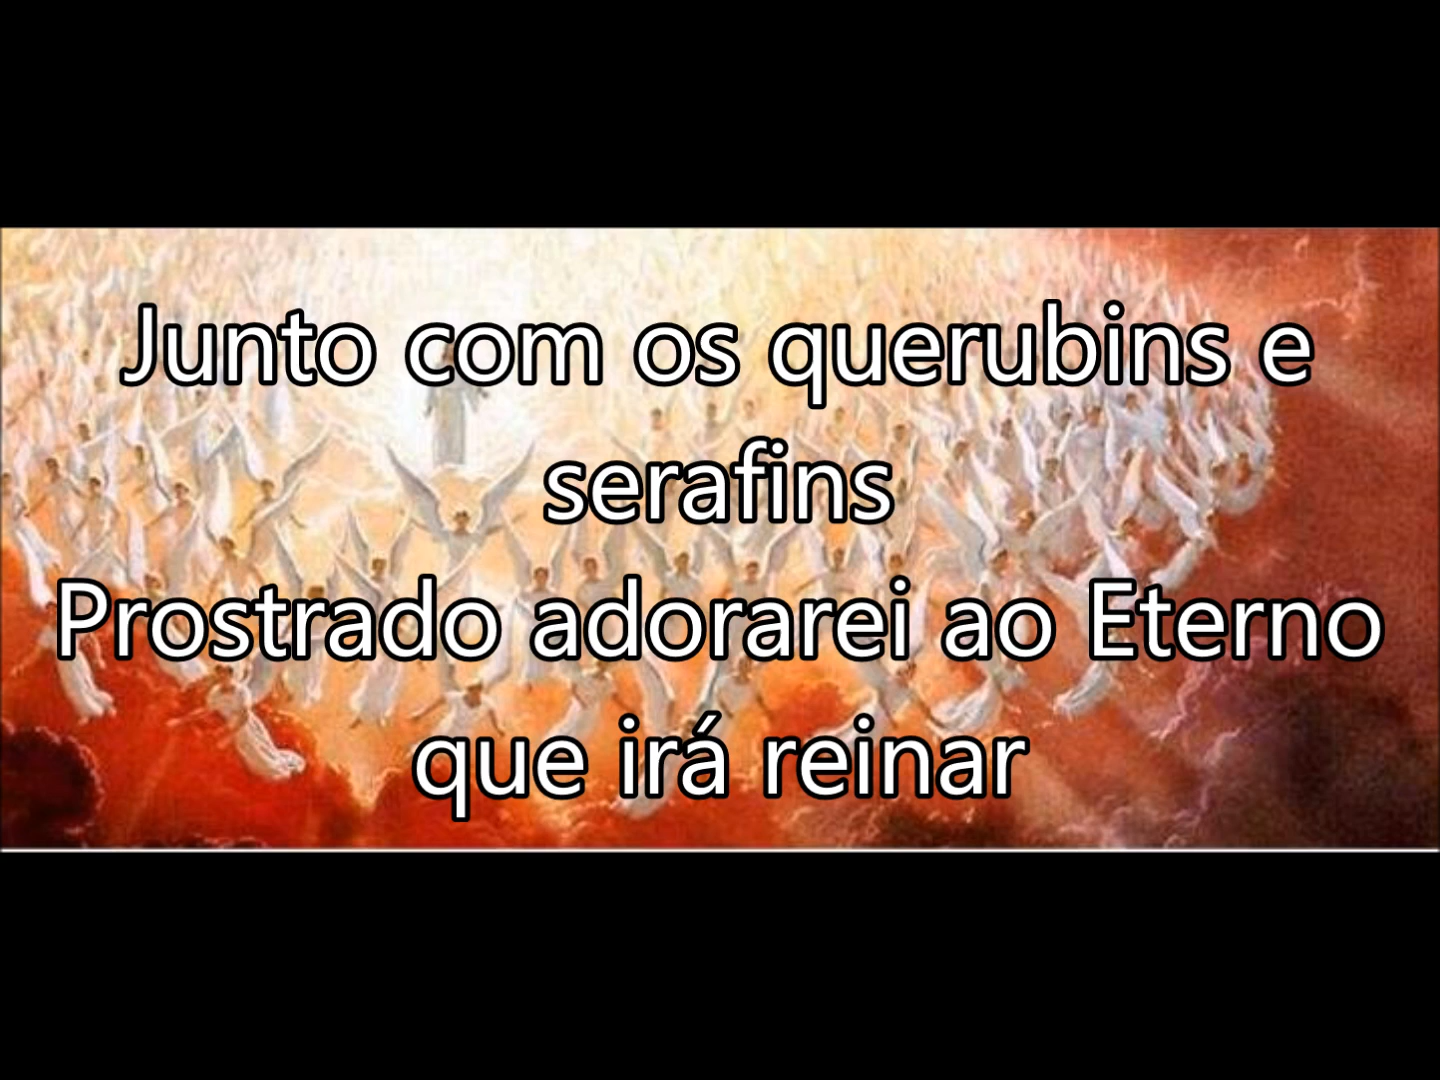 Junto com os querubins e
serafins
Prostrado adorarei ao Eterno
que irá reinar